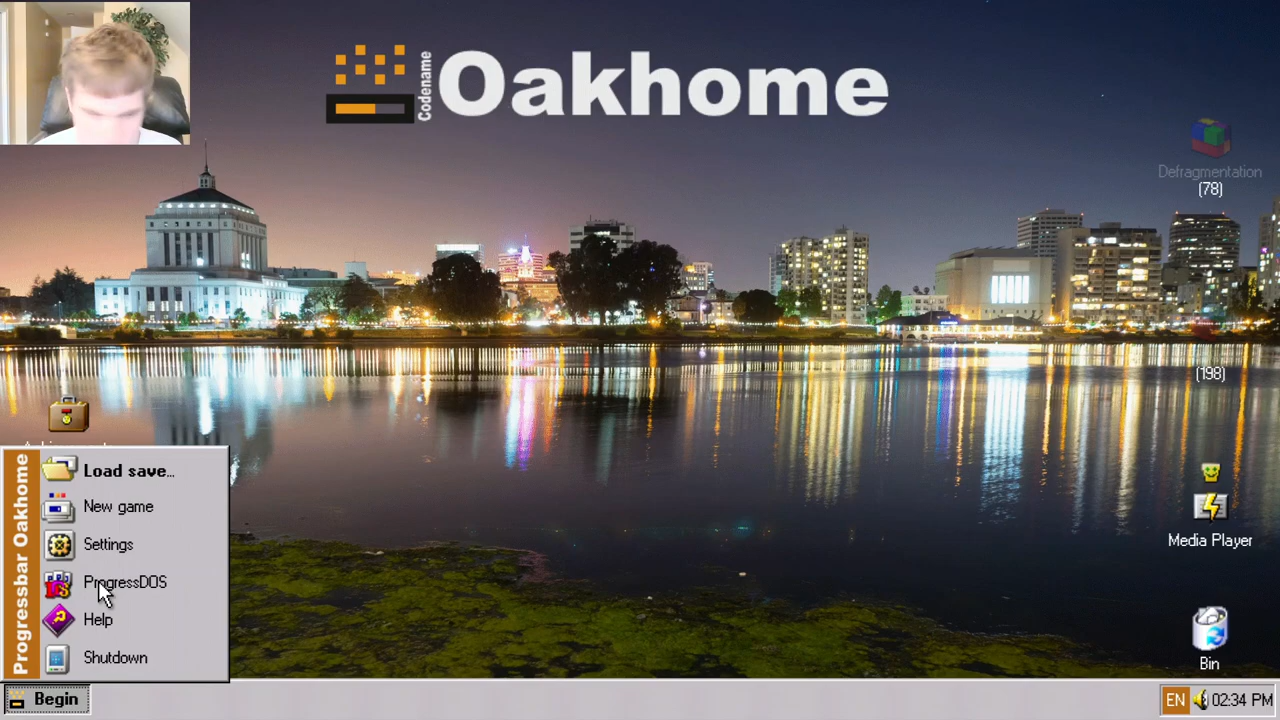 Codename
Oakhome
Defragmentation
(78)
(198)
Media Player
Bin
Progressbar Oakhome
Load save...
New game
Settings
ProgressDOS
Help
Shutdown
Begin
EN
02:34 PM